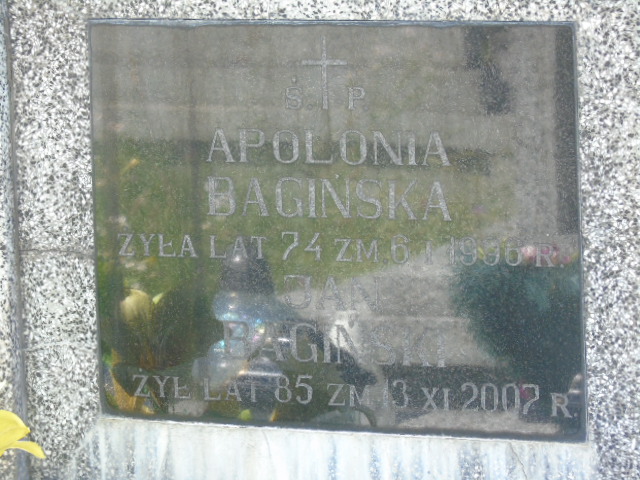 Ś P
APOLONIA
BAGIŃSKA
ŻYŁA LAT 74 ZM. 6 I 1996 R.
JAN
BAGIŃSKI
ŻYŁ LAT 85 ZM. 13 XI 2007 R.